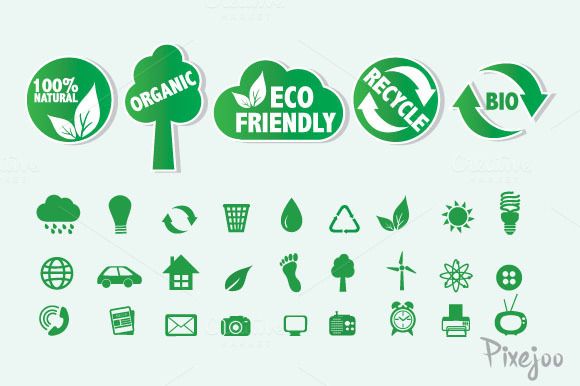 100%
NATURAL
ORGANIC
ECO
FRIENDLY
RECYCLE
BIO
Pixejoo